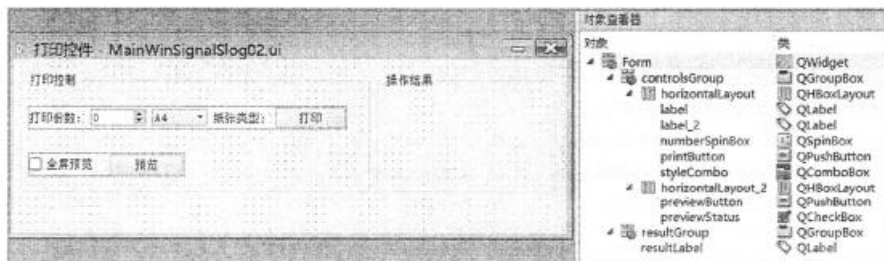 打印控件 - MainWinSignalSlog02.ui
打印控制
操作结果
打印份数: 0 A4 纸张类型: 打印
全屏预览 预览
对象查看器
对象 类
Form QWidget
controlsGroup QGroupBox
horizontalLayout QHBoxLayout
label QLabel
label_2 QLabel
numberSpinBox QSpinBox
printButton QPushButton
styleCombo QComboBox
horizontalLayout_2 QHBoxLayout
previewButton QPushButton
previewStatus QCheckBox
resultGroup QGroupBox
resultLabel QLabel